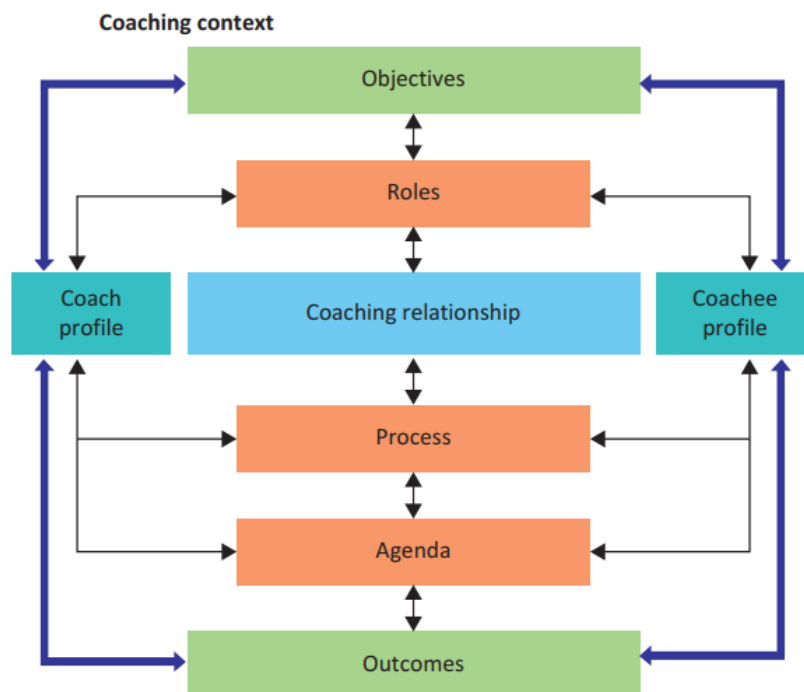 Coaching context
Objectives
Roles
Coach
profile
Coaching relationship
Coachee
profile
Process
Agenda
Outcomes